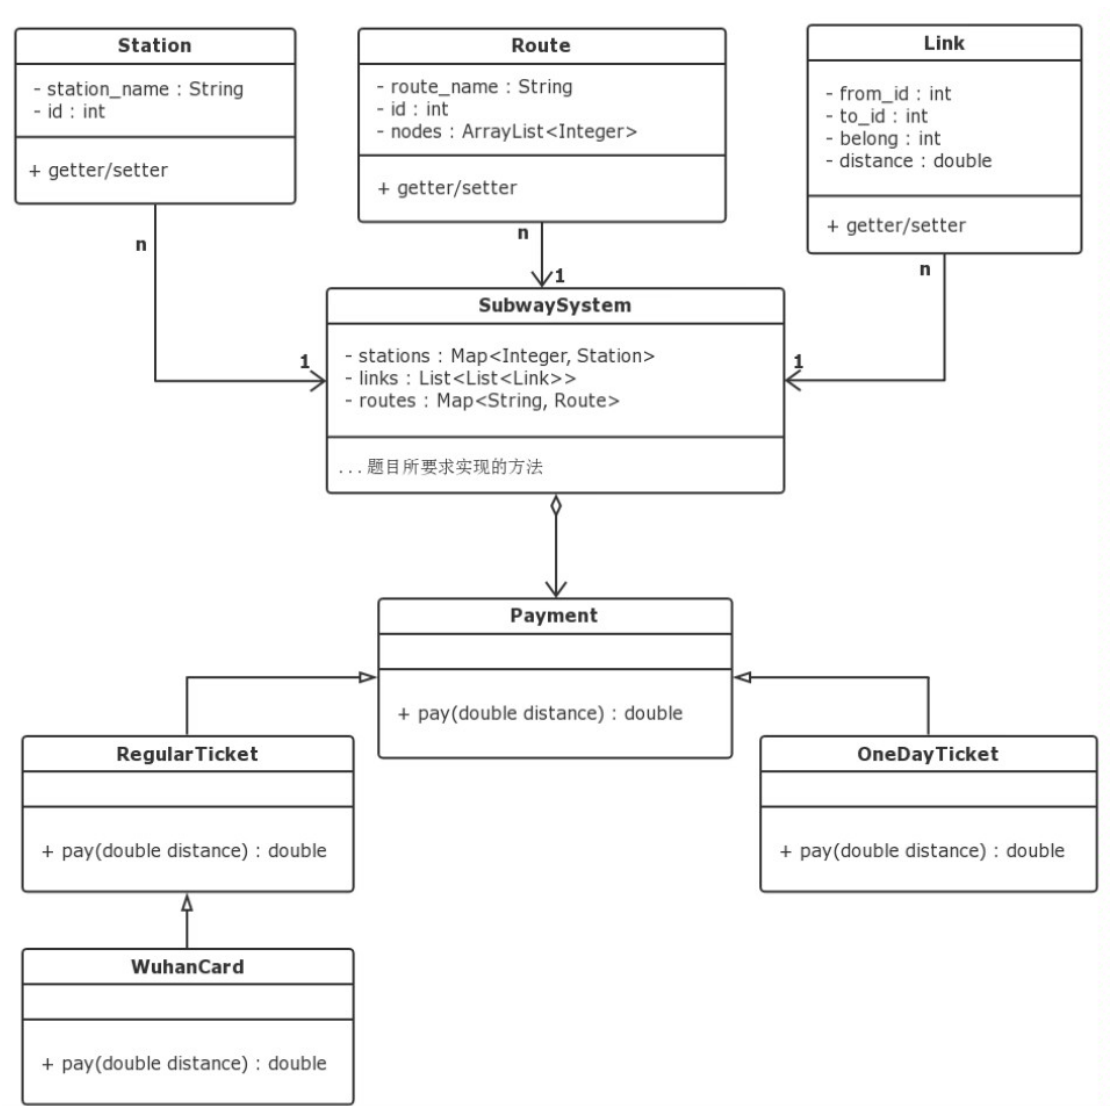 Station
- station_name : String
- id : int
+ getter/setter
Route
- route_name : String
- id : int
- nodes : ArrayList<Integer>
+ getter/setter
Link
- from_id : int
- to_id : int
- belong : int
- distance : double
+ getter/setter
n
n
n
1
1
1
SubwaySystem
- stations : Map<Integer, Station>
- links : List<List<Link>>
- routes : Map<String, Route>
...题目所要求实现的方法
Payment
+ pay(double distance) : double
RegularTicket
+ pay(double distance) : double
OneDayTicket
+ pay(double distance) : double
WuhanCard
+ pay(double distance) : double